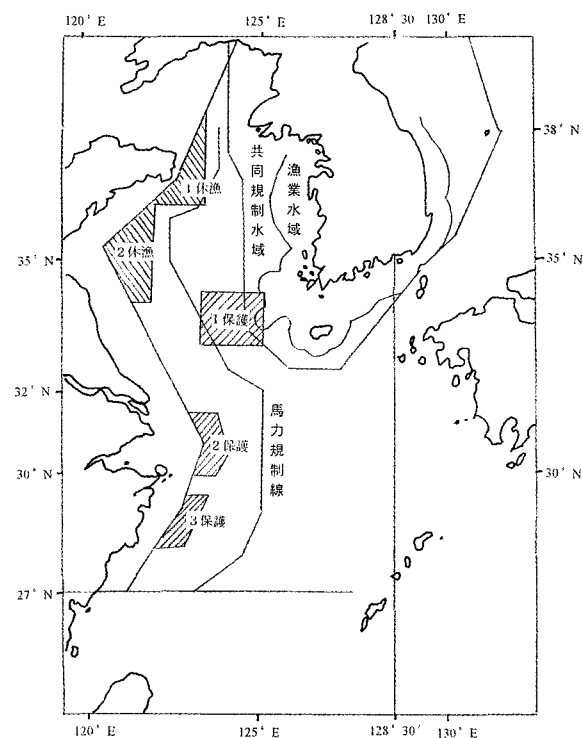 120° E
125° E
128° 30'
130° E
38° N
共同規制水域
漁業水域
1 休漁
2 休漁
35° N
35° N
1 保護
32° N
馬力規制線
2 保護
30° N
30° N
3 保護
27° N
120° E
125° E
128° 30'
130° E